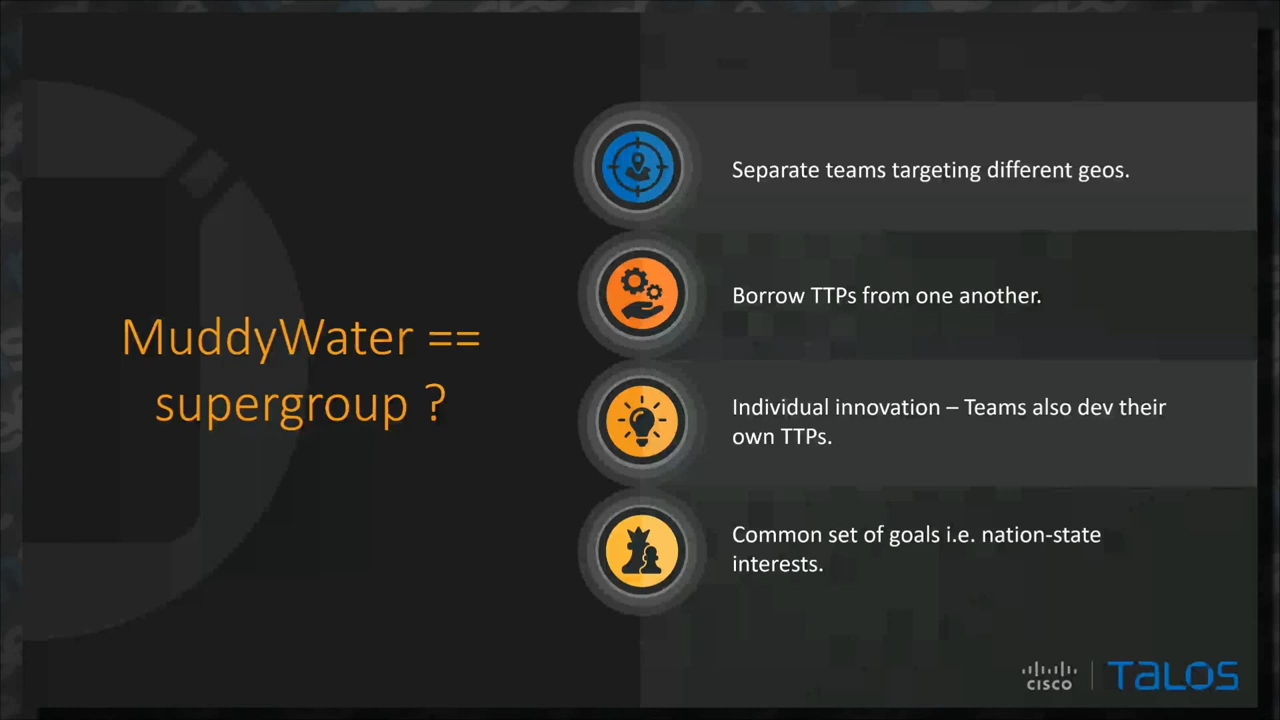 MuddyWater ==
supergroup ?
Separate teams targeting different geos.
Borrow TTPs from one another.
Individual innovation – Teams also dev their
own TTPs.
Common set of goals i.e. nation-state
interests.
CISCO
TALOS